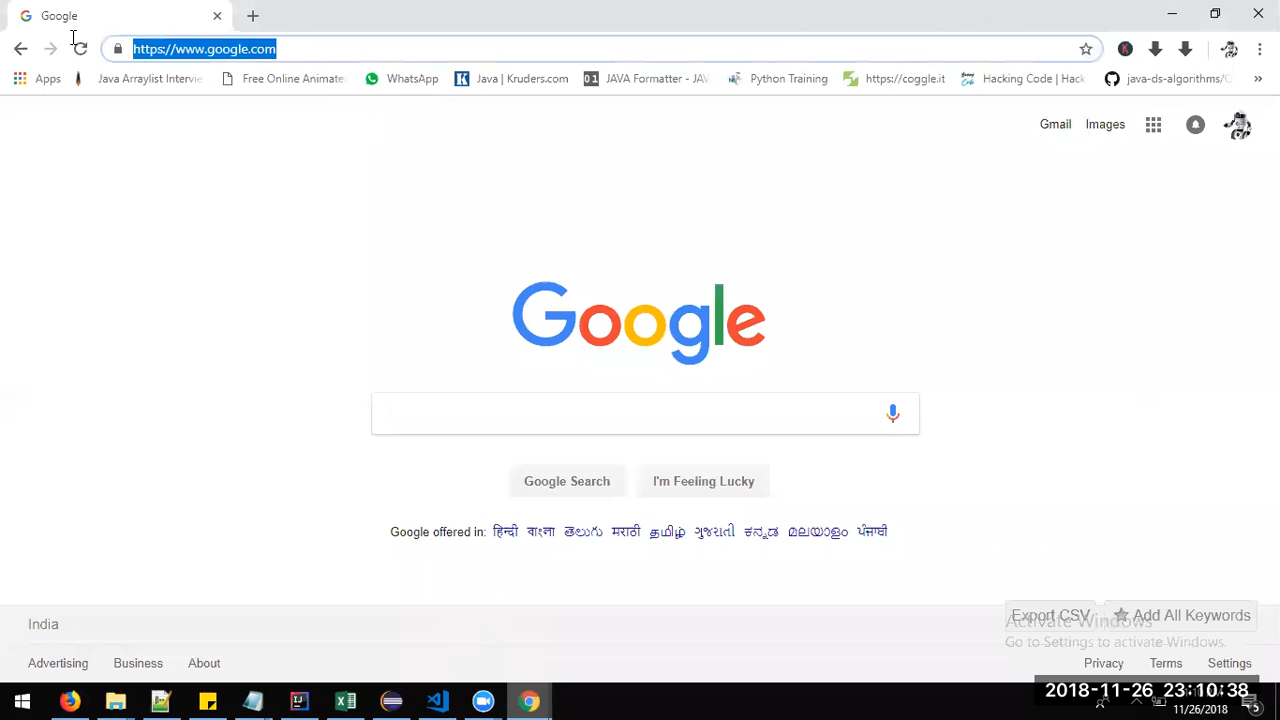 Google
https://www.google.com
Apps Java Arraylist Intervie Free Online Animate WhatsApp Java | Kruders.com JAVA Formatter - JAV Python Training https://coggle.it Hacking Code | Hack java-ds-algorithms/C »
Gmail Images
Google
Google Search I'm Feeling Lucky
Google offered in: हिन्दी বাংলা తెలుగు मराठी தமிழ் ગુજરાતી ಕನ್ನಡ മലയാളം ਪੰਜਾਬੀ
Export CSV Add All Keywords
Activate Windows
India
Go to Settings to activate Windows.
Advertising Business About Privacy Terms Settings
2018-11-26 23:10:38
11/26/2018 5